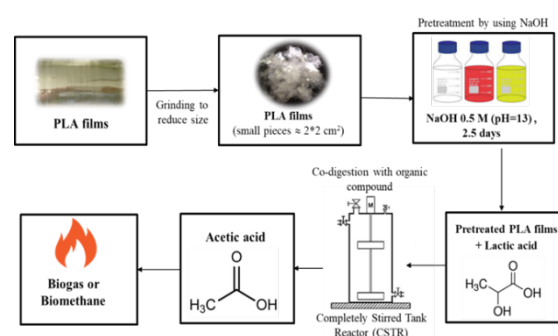 PLA films
Grinding to
reduce size
PLA films
(small pieces ≈ 2*2 cm²)
Pretreatment by using NaOH
NaOH 0.5 M (pH=13) ,
2.5 days
Pretreated PLA films
+ Lactic acid
H₃C
O
OH
OH
Co-digestion with organic
compound
M
Completely Stirred Tank
Reactor (CSTR)
Acetic acid
O
H₃C
OH
Biogas or
Biomethane